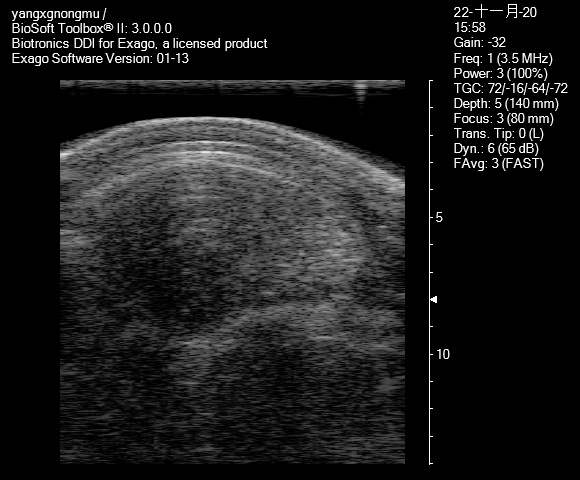 yangxgnongmu /
BioSoft Toolbox® II: 3.0.0.0
Biotronics DDI for Exago, a licensed product
Exago Software Version: 01-13
22-十一月-20
15:58
Gain: -32
Freq: 1 (3.5 MHz)
Power: 3 (100%)
TGC: 72/-16/-64/-72
Depth: 5 (140 mm)
Focus: 3 (80 mm)
Trans. Tip: 0 (L)
Dyn.: 6 (65 dB)
FAvg: 3 (FAST)
5
10